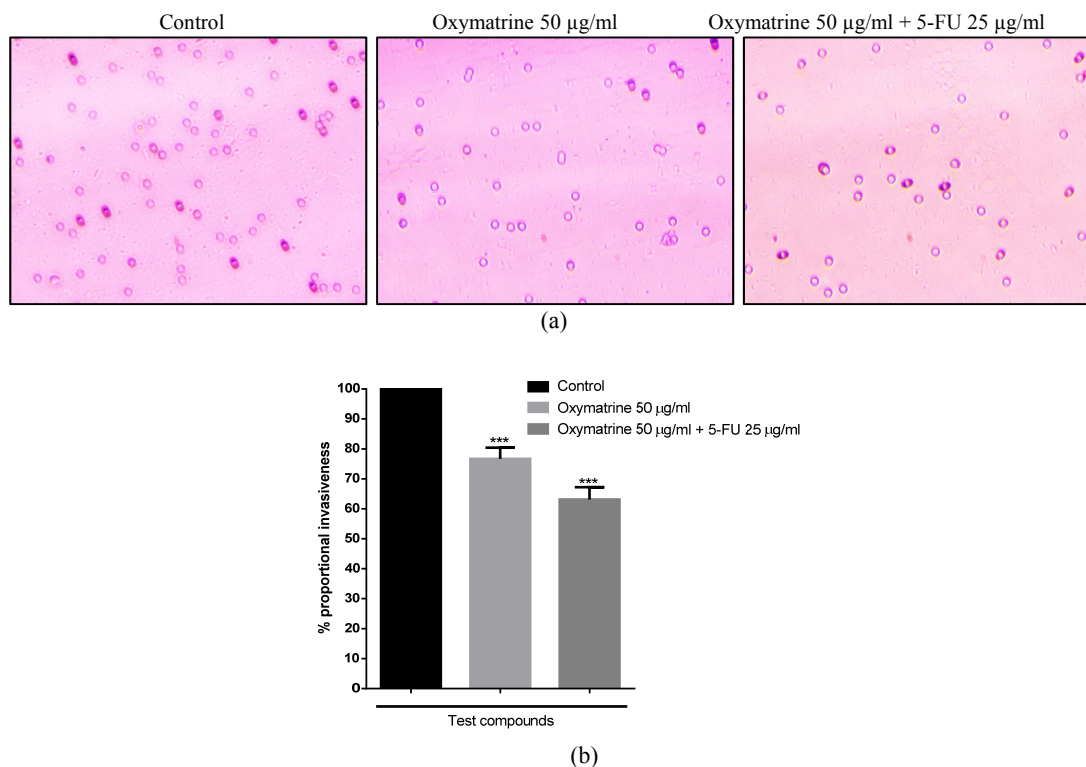 Control Oxymatrine 50 µg/ml Oxymatrine 50 µg/ml + 5-FU 25 µg/ml
(a)
Control
Oxymatrine 50 µg/ml
Oxymatrine 50 µg/ml + 5-FU 25 µg/ml
% proportional invasiveness
100
90
80
70
60
50
40
30
20
10
0
***
***
Test compounds
(b)